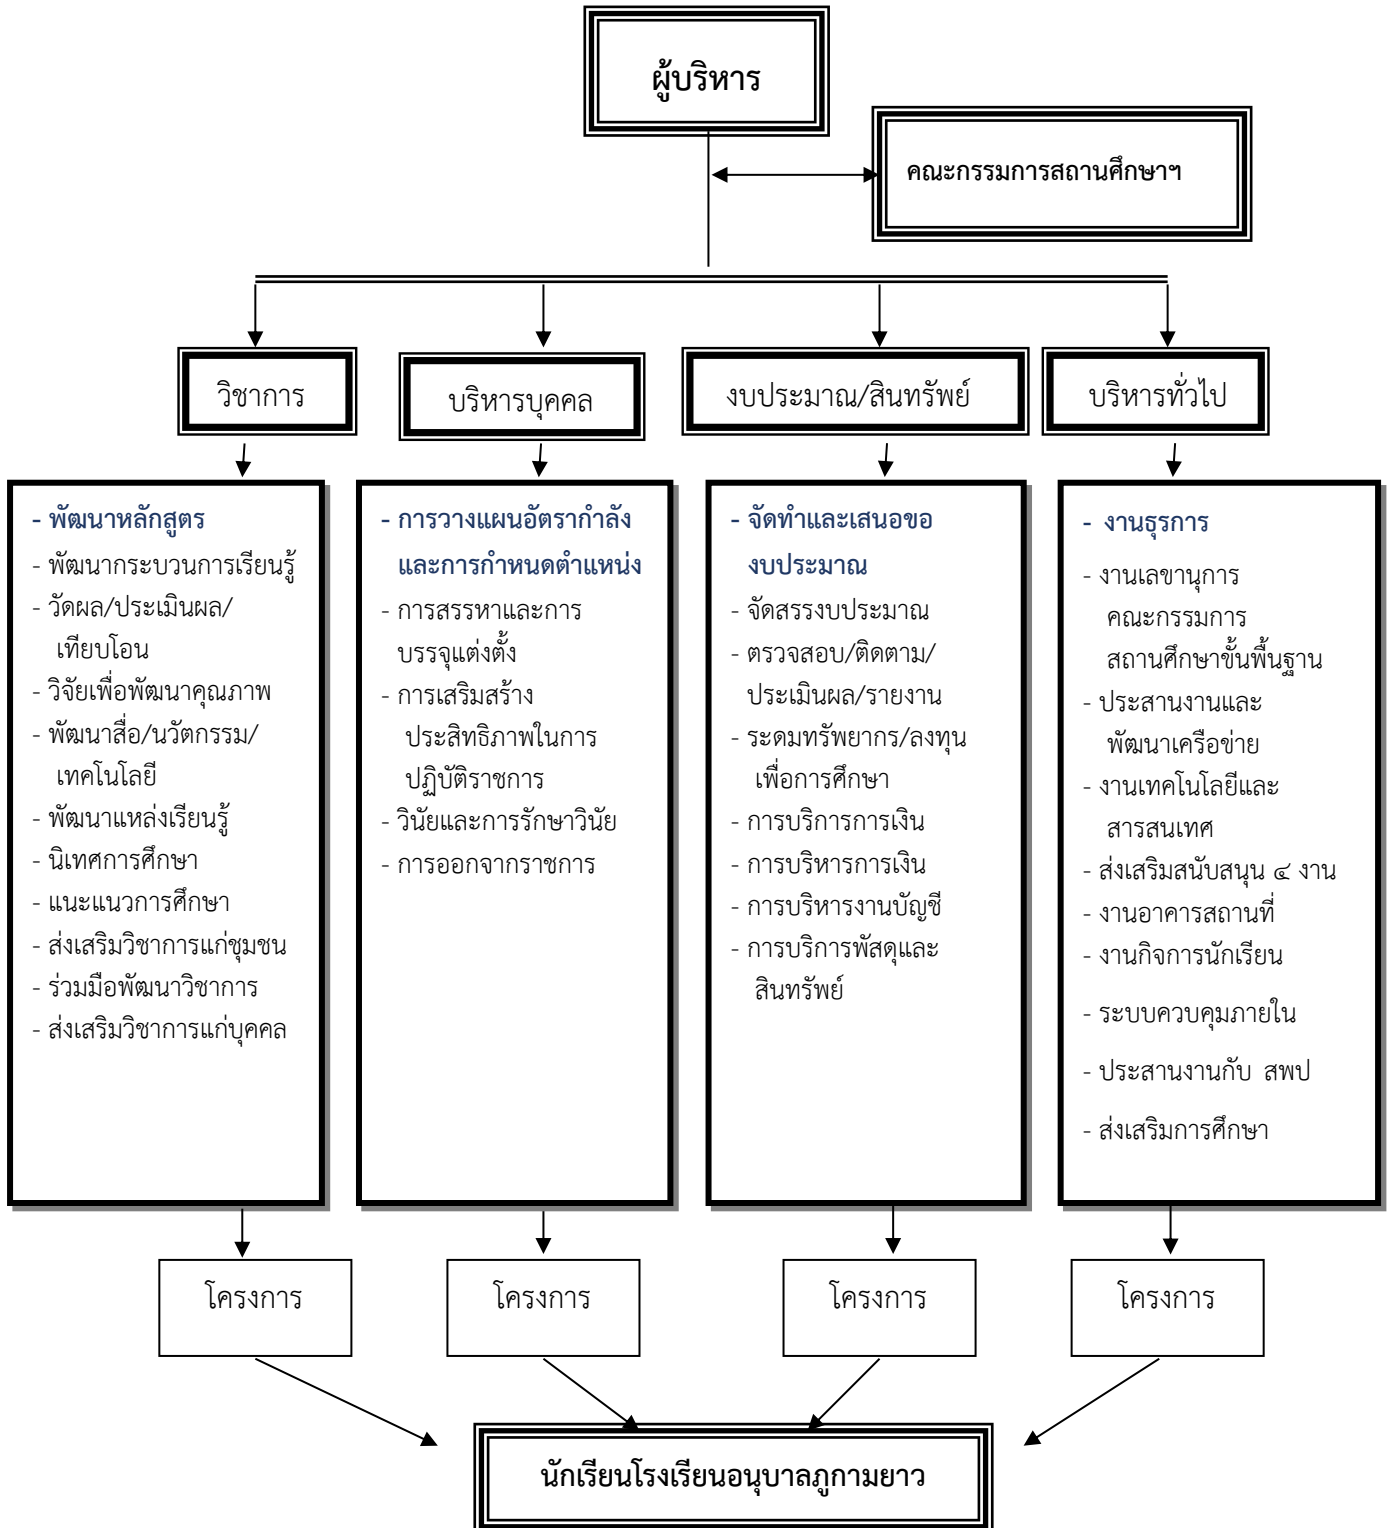 ผู้บริหาร
คณะกรรมการสถานศึกษาฯ
วิชาการ
บริหารบุคคล
งบประมาณ/สินทรัพย์
บริหารทั่วไป
- พัฒนาหลักสูตร
- พัฒนากระบวนการเรียนรู้
- วัดผล/ประเมินผล/
เทียบโอน
- วิจัยเพื่อพัฒนาคุณภาพ
- พัฒนาสื่อ/นวัตกรรม/
เทคโนโลยี
- พัฒนาแหล่งเรียนรู้
- นิเทศการศึกษา
- แนะแนวการศึกษา
- ส่งเสริมวิชาการแก่ชุมชน
- ร่วมมือพัฒนาวิชาการ
- ส่งเสริมวิชาการแก่บุคคล
- การวางแผนอัตรากำลัง
และการกำหนดตำแหน่ง
- การสรรหาและการ
บรรจุแต่งตั้ง
- การเสริมสร้าง
ประสิทธิภาพในการ
ปฏิบัติราชการ
- วินัยและการรักษาวินัย
- การออกจากราชการ
- จัดทำและเสนอขอ
งบประมาณ
- จัดสรรงบประมาณ
- ตรวจสอบ/ติดตาม/
ประเมินผล/รายงาน
- ระดมทรัพยากร/ลงทุน
เพื่อการศึกษา
- การบริการการเงิน
- การบริหารการเงิน
- การบริหารงานบัญชี
- การบริการพัสดุและ
สินทรัพย์
- งานธุรการ
- งานเลขานุการ
คณะกรรมการ
สถานศึกษาขั้นพื้นฐาน
- ประสานงานและ
พัฒนาเครือข่าย
- งานเทคโนโลยีและ
สารสนเทศ
- ส่งเสริมสนับสนุน ๔ งาน
- งานอาคารสถานที่
- งานกิจการนักเรียน
- ระบบควบคุมภายใน
- ประสานงานกับ สพป
- ส่งเสริมการศึกษา
โครงการ
โครงการ
โครงการ
โครงการ
นักเรียนโรงเรียนอนุบาลภูกามยาว